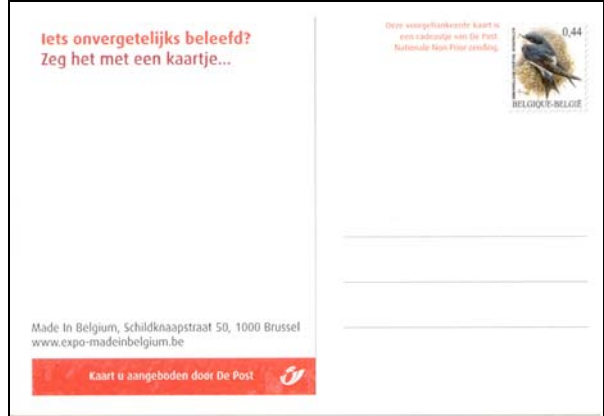 Iets onvergetelijks beleefd?
Zeg het met een kaartje...
Deze voorgefrankeerde kaart is
een cadeautje van De Post.
Nationale Non Prior zending.
0,44
BELGIQUE-BELGIË
Made In Belgium, Schildknaapstraat 50, 1000 Brussel
www.expo-madeinbelgium.be
Kaart u aangeboden door De Post